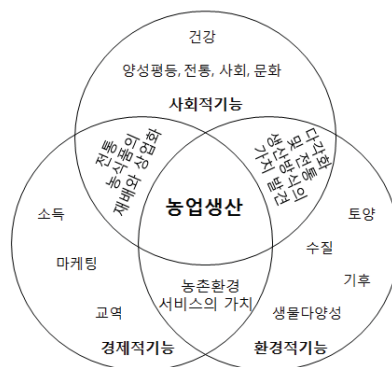 건강
양성평등, 전통, 사회, 문화
사회적기능
전통
농식품의
재배와 상업화
다각화
및 전통
생산방식의
가치 발견
농업생산
소득
마케팅
교역
경제적기능
농촌환경
서비스의 가치
토양
수질
기후
생물다양성
환경적기능